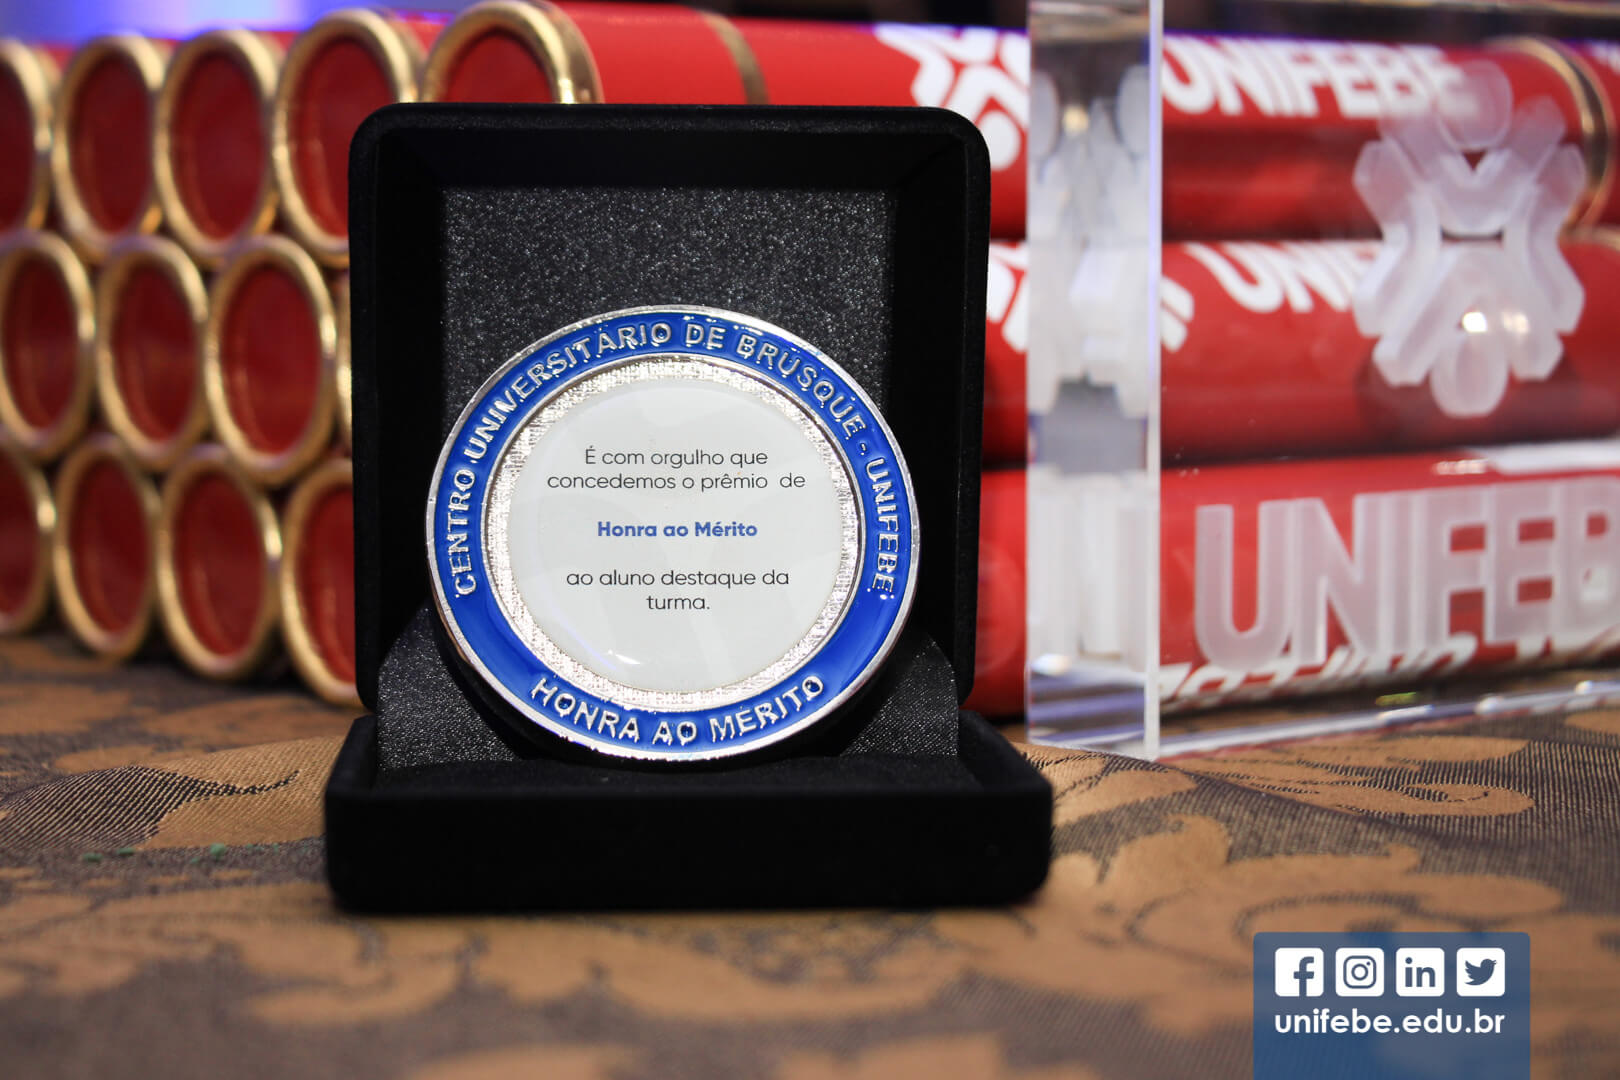 UNIFEBE
UNIFE
UNIFEBE
CENTRO UNIVERSITÁRIO DE BRUSQUE - UNIFEBE
É com orgulho que
concedemos o prêmio de
Honra ao Mérito
ao aluno destaque da
turma.
HONRA AO MÉRITO
unifebe.edu.br